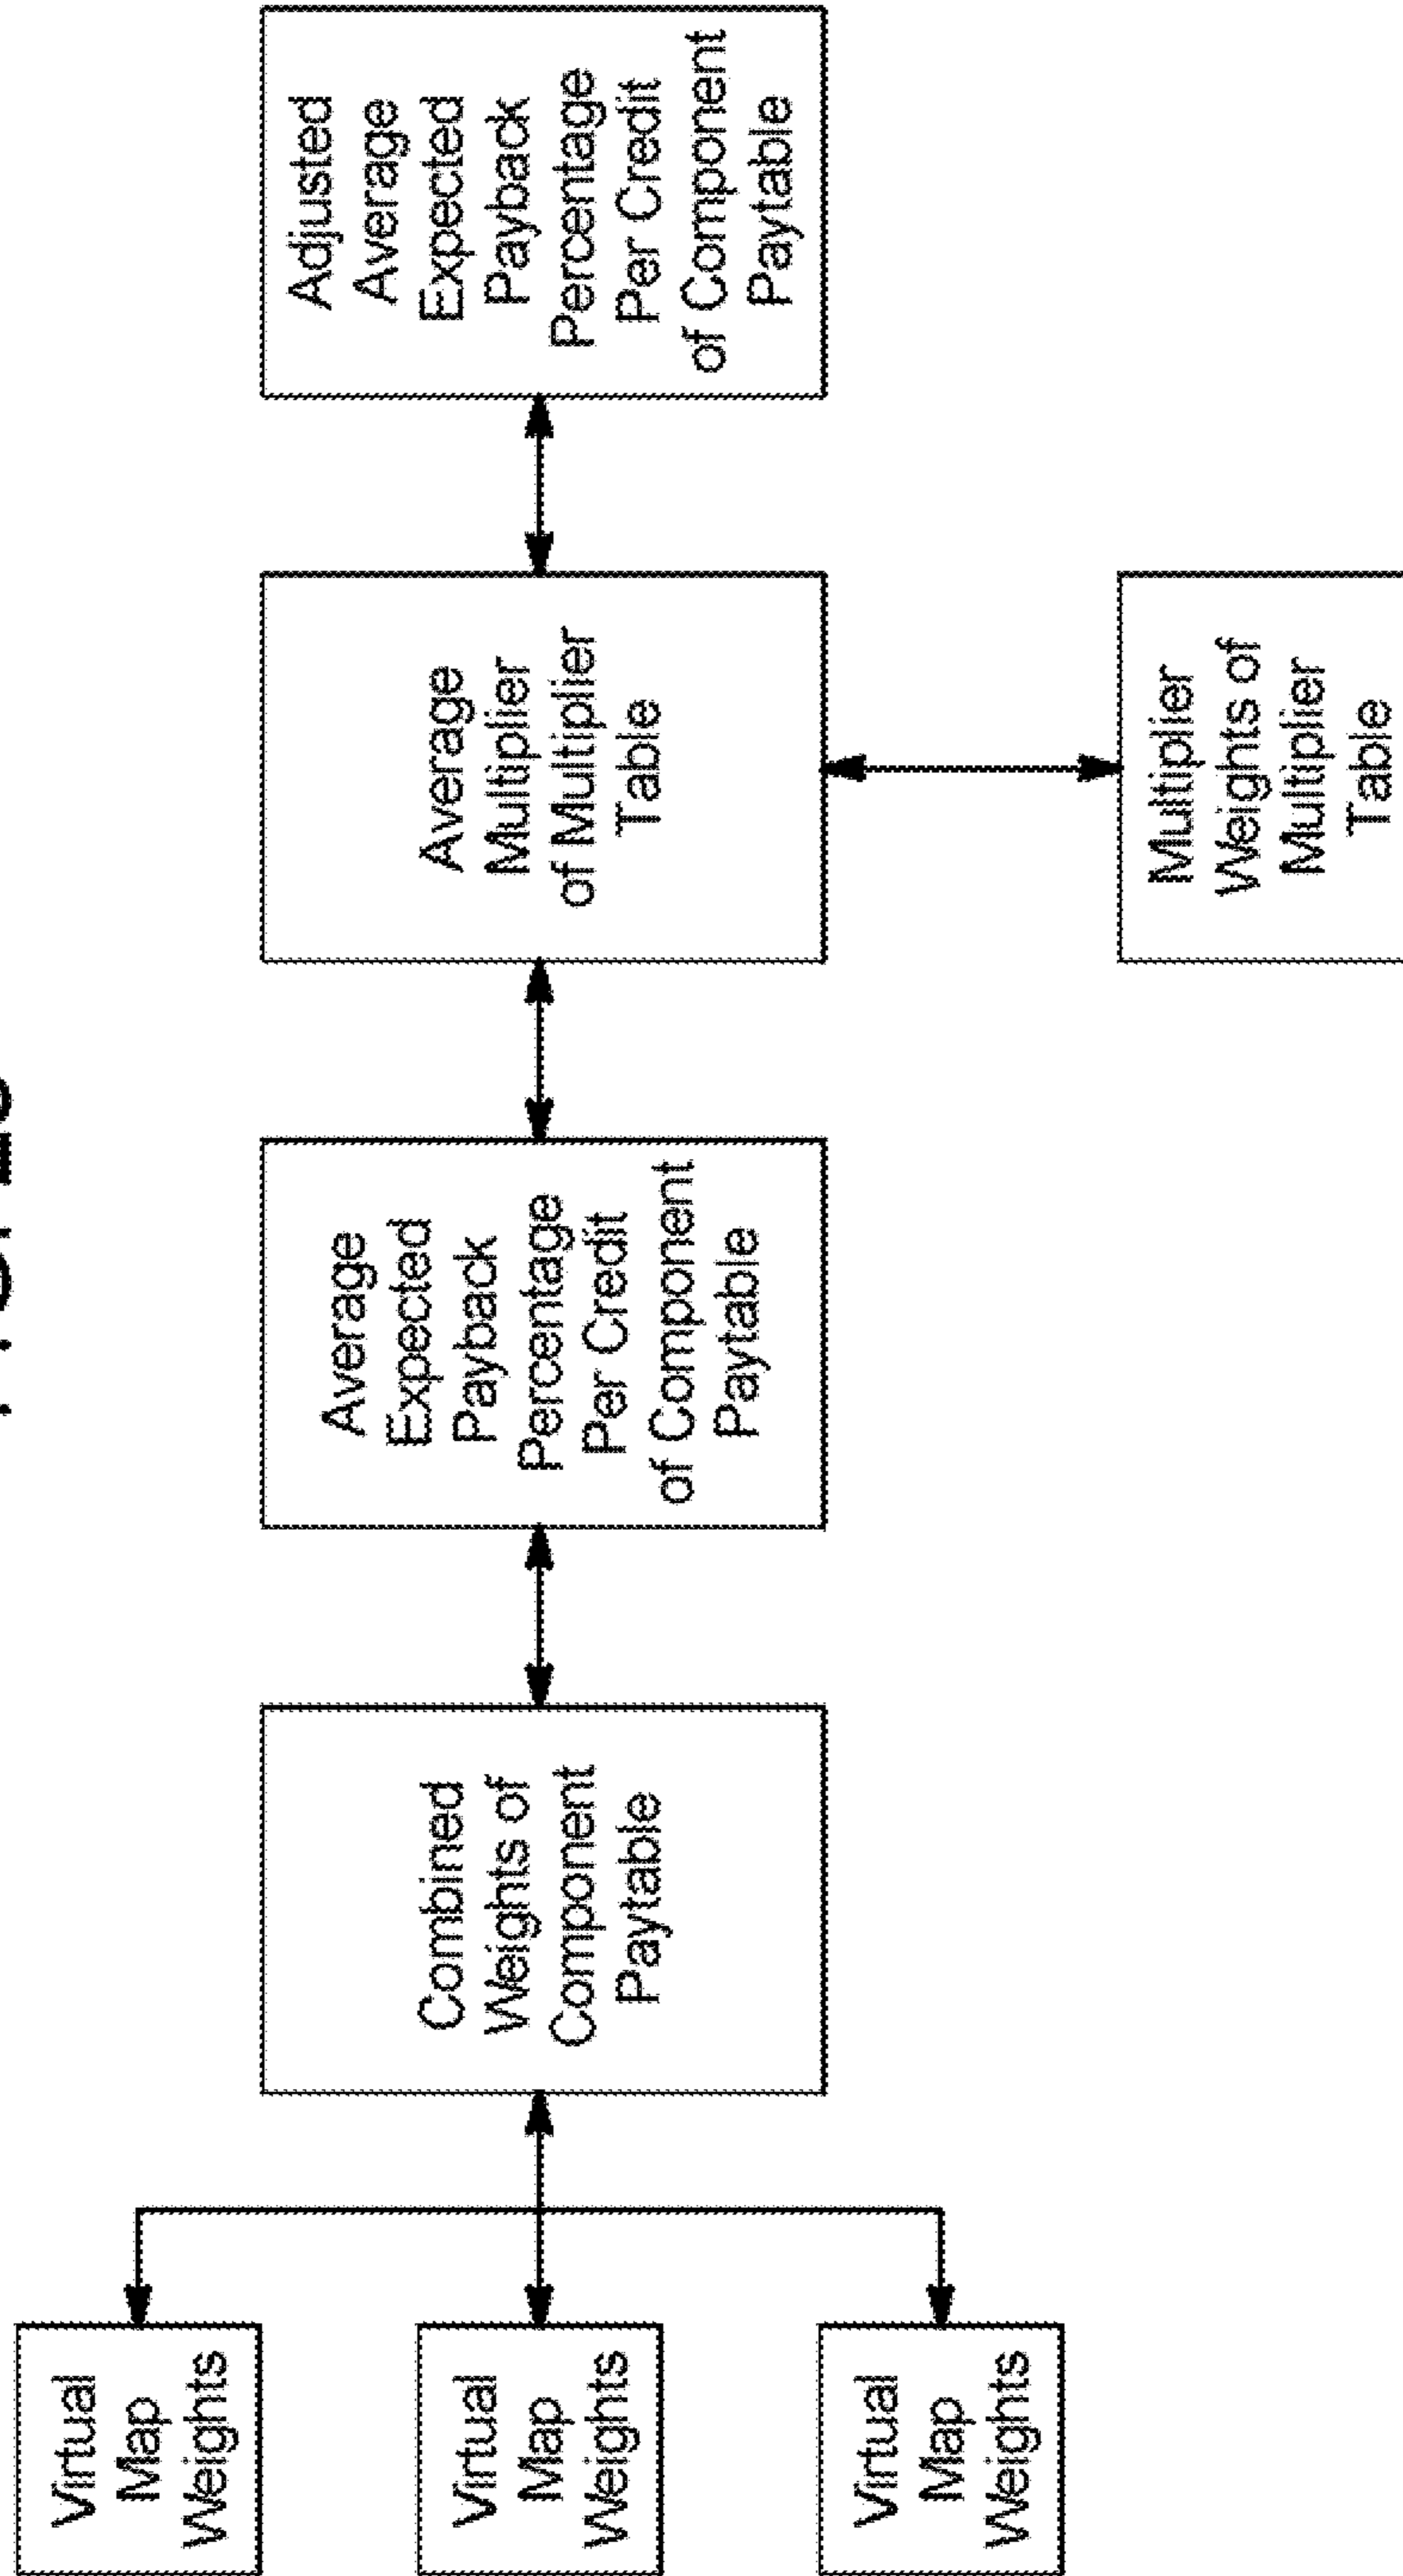 Virtual
Map
Weights
Virtual
Map
Weights
Virtual
Map
Weights
Combined
Weights of
Component
Paytable
Average
Expected
Payback
Percentage
Per Credit
of Component
Paytable
Average
Multiplier
of Multiplier
Table
Multiplier
Weights of
Multiplier
Table
Adjusted
Average
Expected
Payback
Percentage
Per Credit
of Component
Paytable